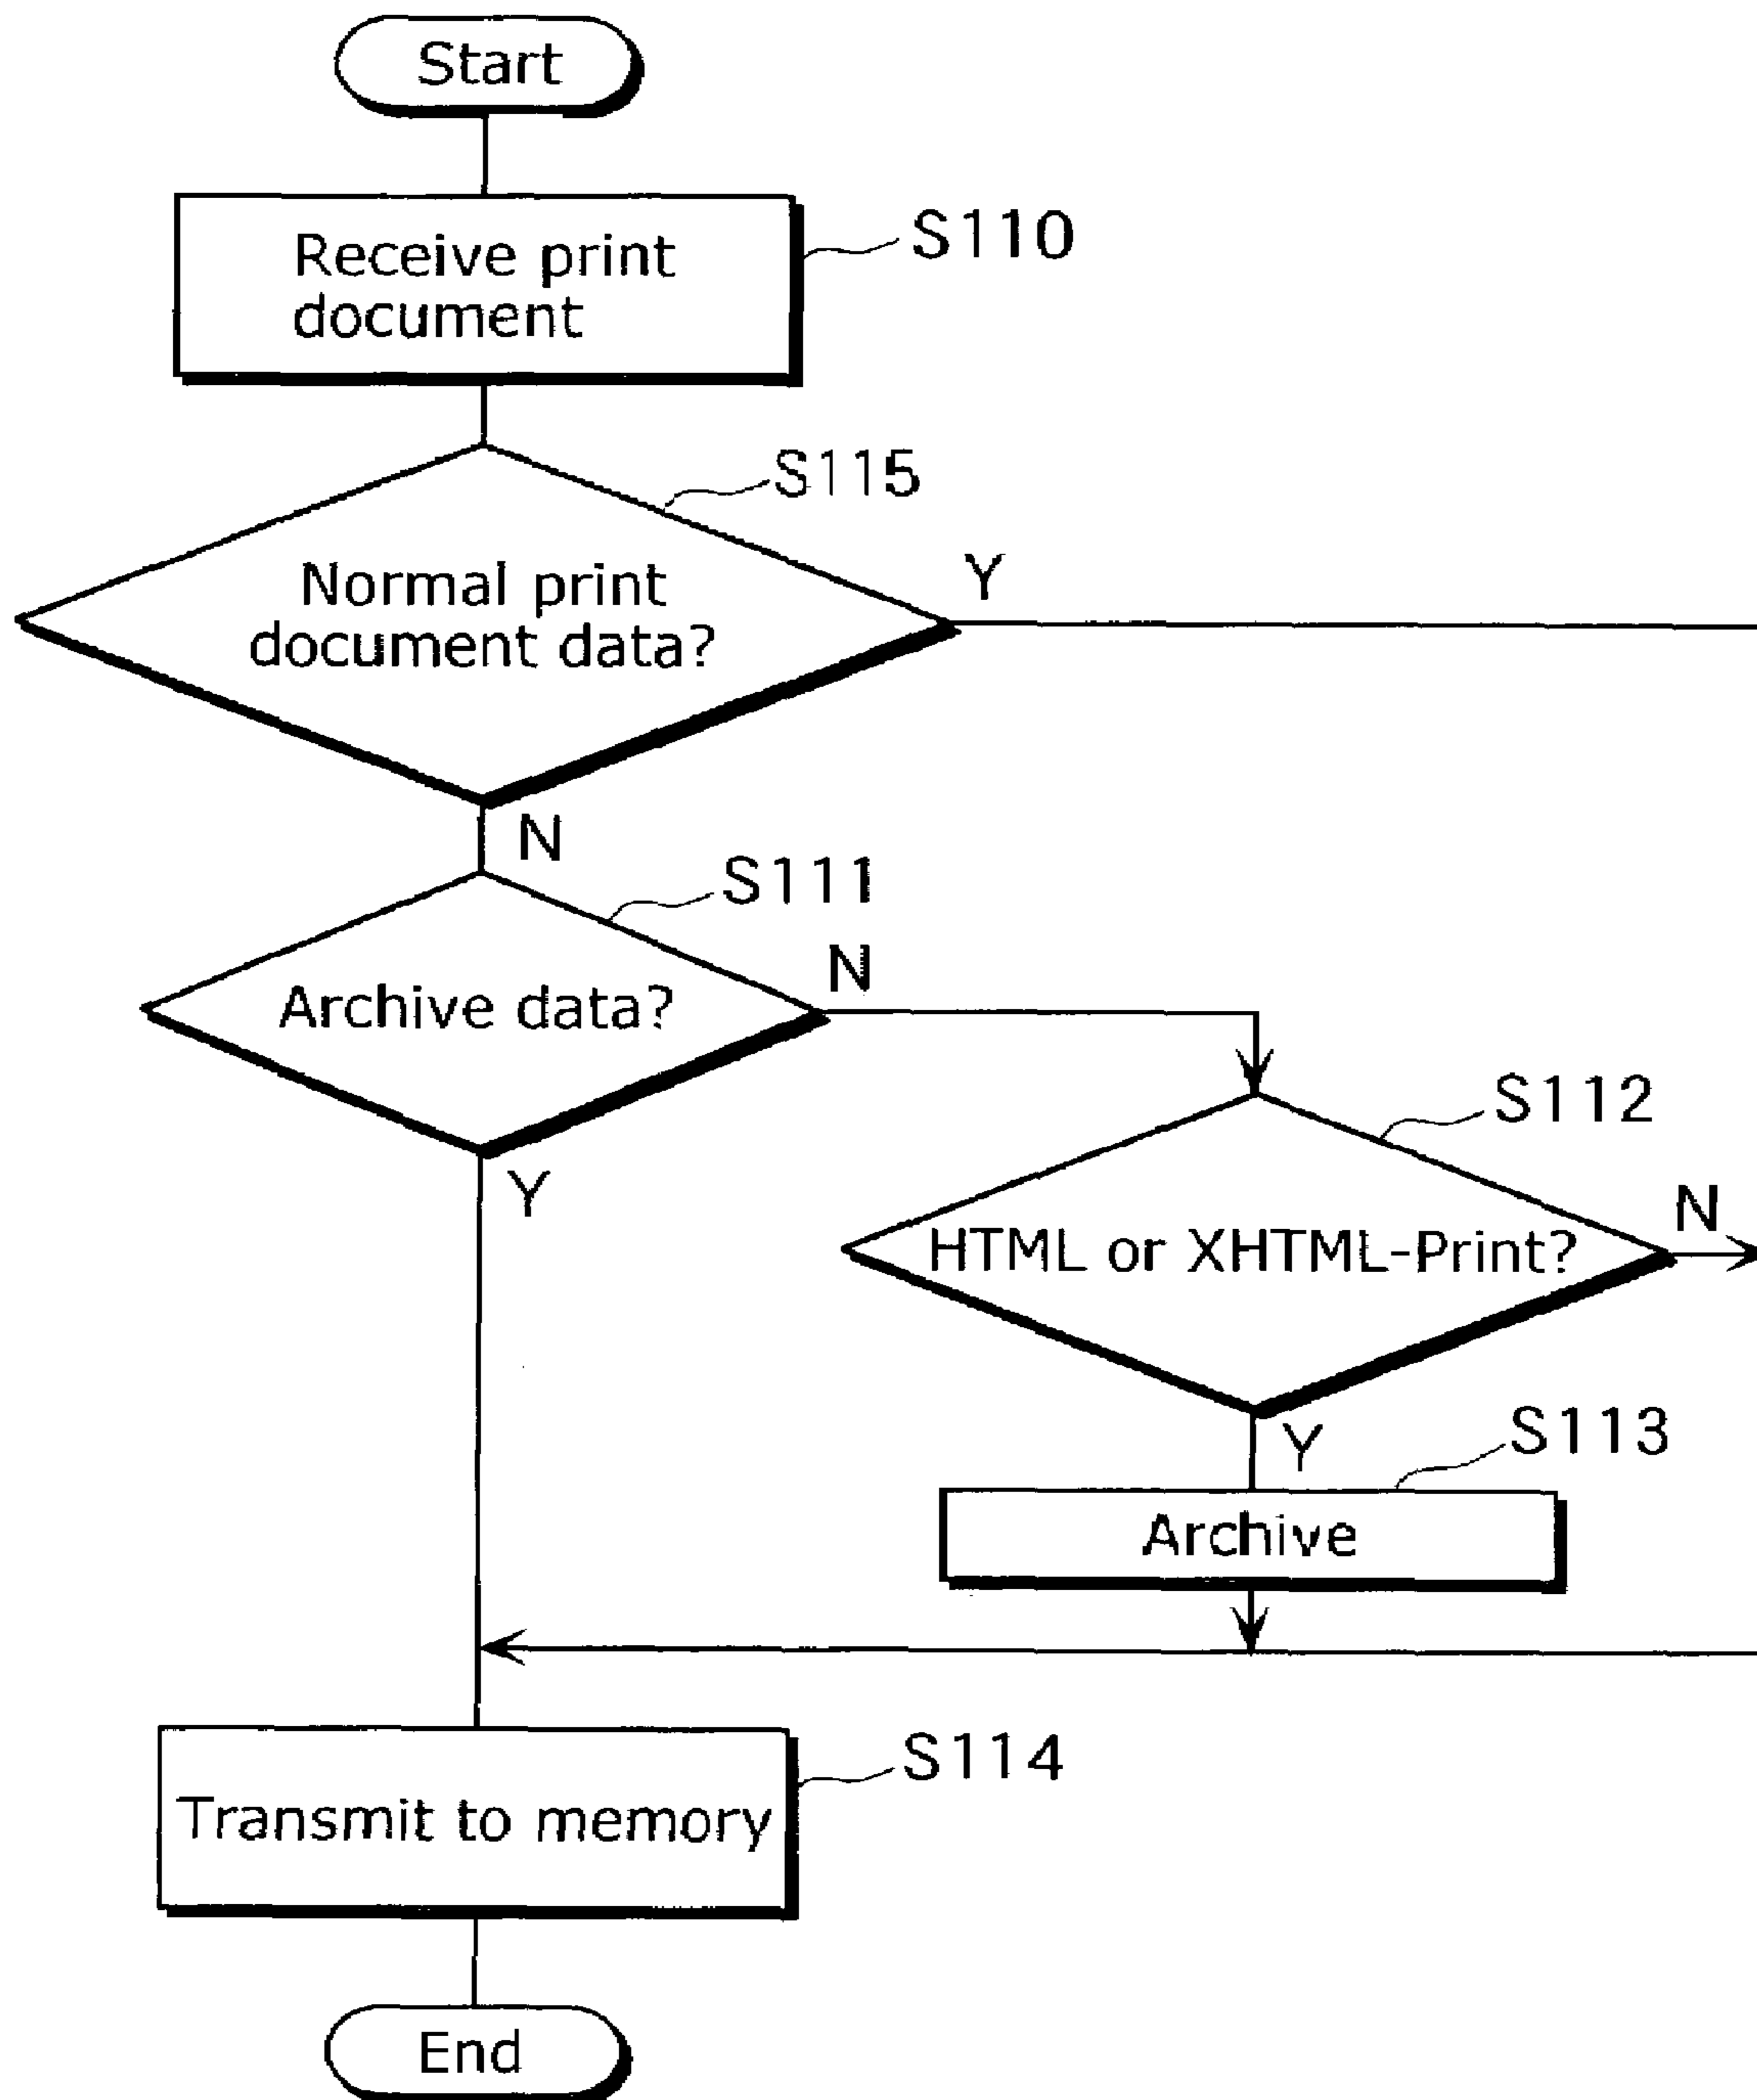 Start
Receive print
document
S110
S115
Normal print
document data?
Y
N
S111
Archive data?
N
Y
S112
HTML or XHTML-Print?
N
Y
S113
Archive
S114
Transmit to memory
End